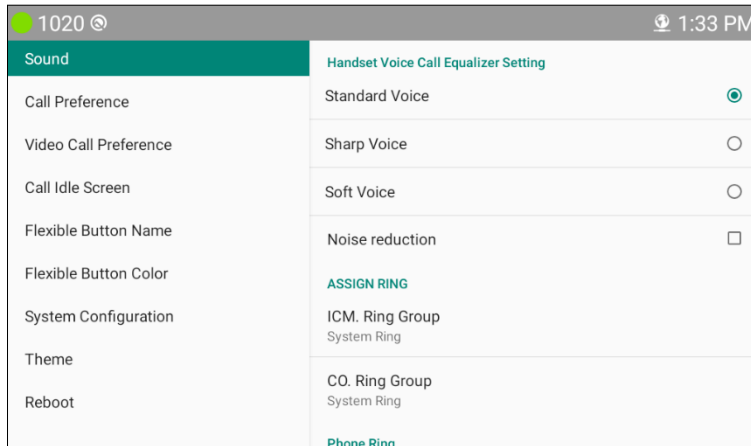 1020
1:33 PM
Sound
Call Preference
Video Call Preference
Call Idle Screen
Flexible Button Name
Flexible Button Color
System Configuration
Theme
Reboot
Handset Voice Call Equalizer Setting
Standard Voice
Sharp Voice
Soft Voice
Noise reduction
ASSIGN RING
ICM. Ring Group
System Ring
CO. Ring Group
System Ring
Phone Ring